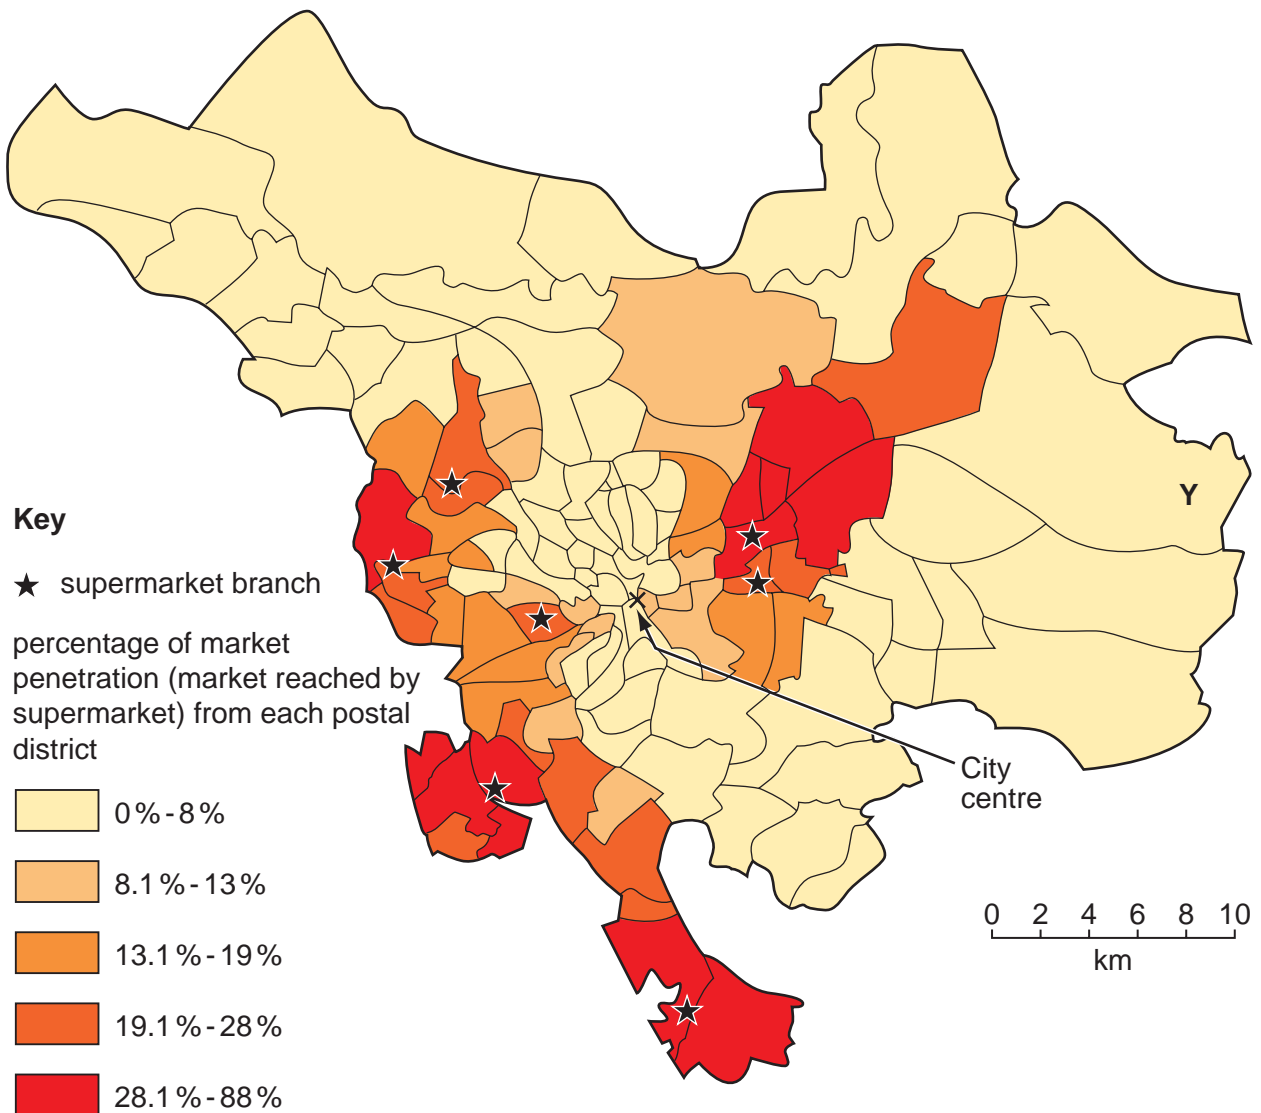 Y
Key
supermarket branch
percentage of market
penetration (market reached by
supermarket) from each postal
district
0 % - 8 %
8.1 % - 13 %
13.1 % - 19 %
19.1 % - 28 %
28.1 % - 88 %
City
centre
0 2 4 6 8 10
km